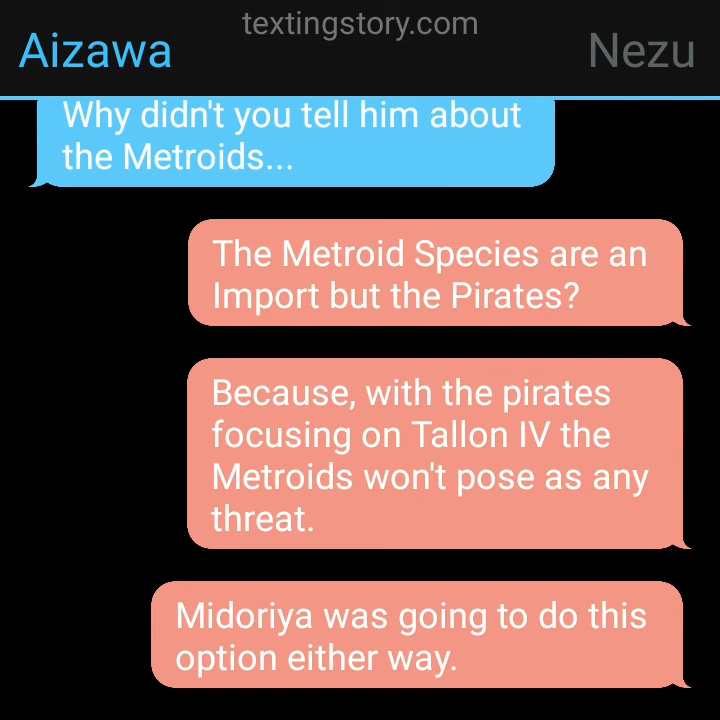 textingstory.com
Aizawa
Nezu
Why didn't you tell him about
the Metroids...
The Metroid Species are an
Import but the Pirates?
Because, with the pirates
focusing on Tallon IV the
Metroids won't pose as any
threat.
Midoriya was going to do this
option either way.